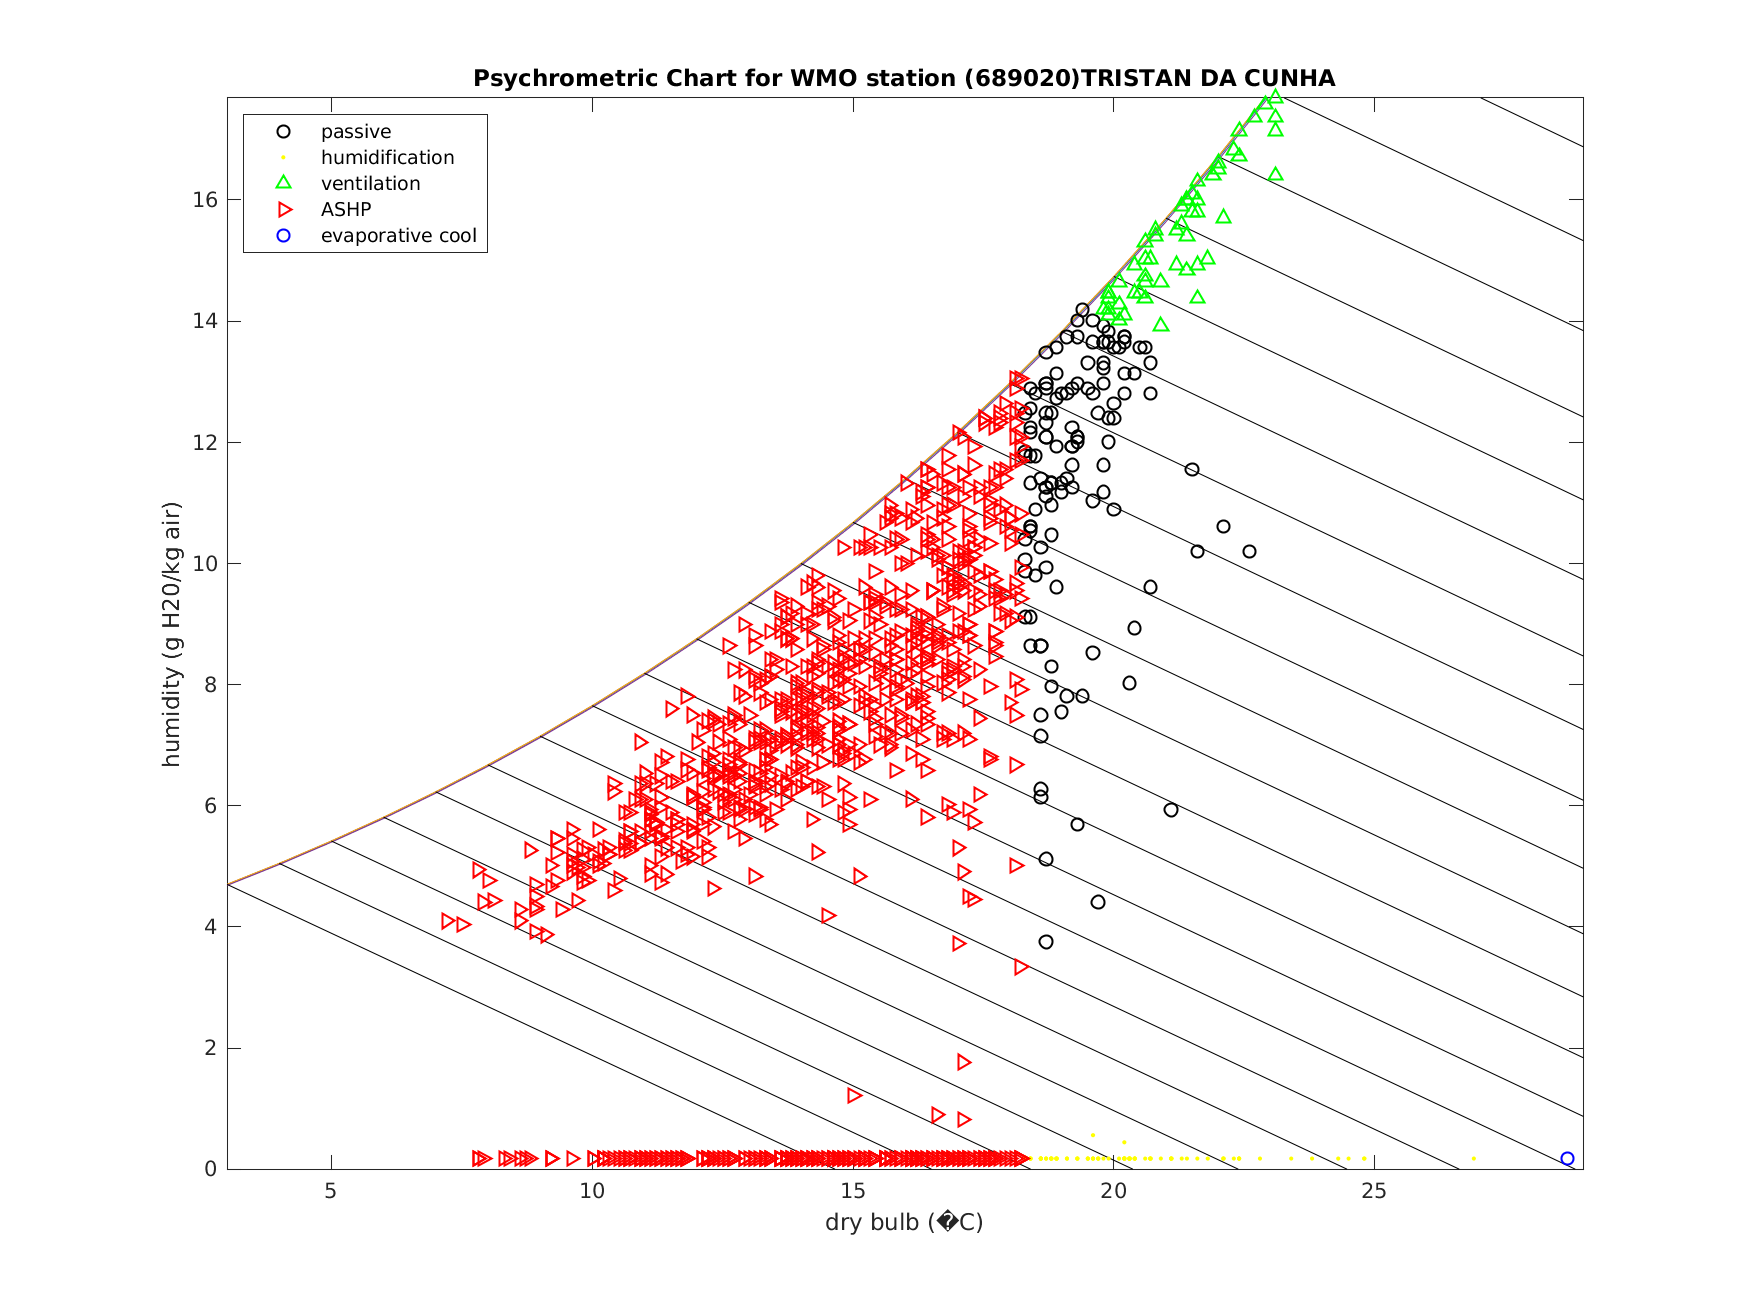 Psychrometric Chart for WMO station (689020)TRISTAN DA CUNHA
passive
humidification
ventilation
ASHP
evaporative cool
humidity (g H20/kg air)
16
14
12
10
8
6
4
2
0
5 10 15 20 25
dry bulb (�C)